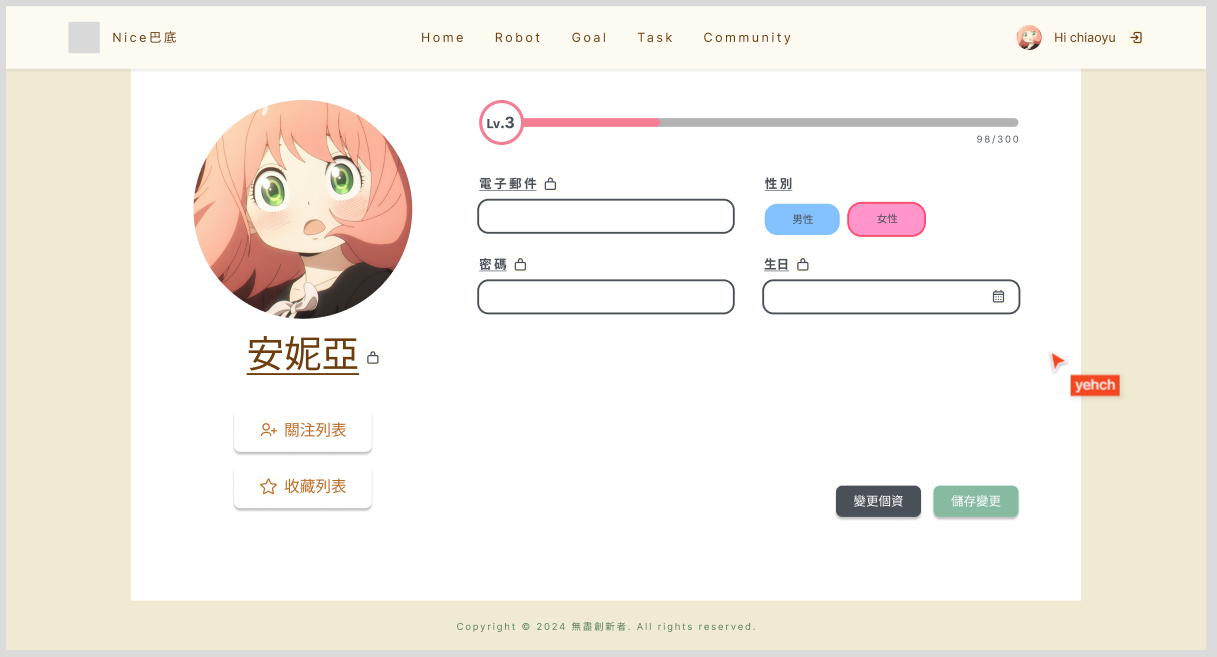 Nice巴底
Home Robot Goal Task Community
Hi chiaoyu
Lv.3
98/300
電子郵件
性別
男性
女性
密碼
生日
安妮亞
yehch
關注列表
收藏列表
變更個資
儲存變更
Copyright © 2024 無盡創新者. All rights reserved.